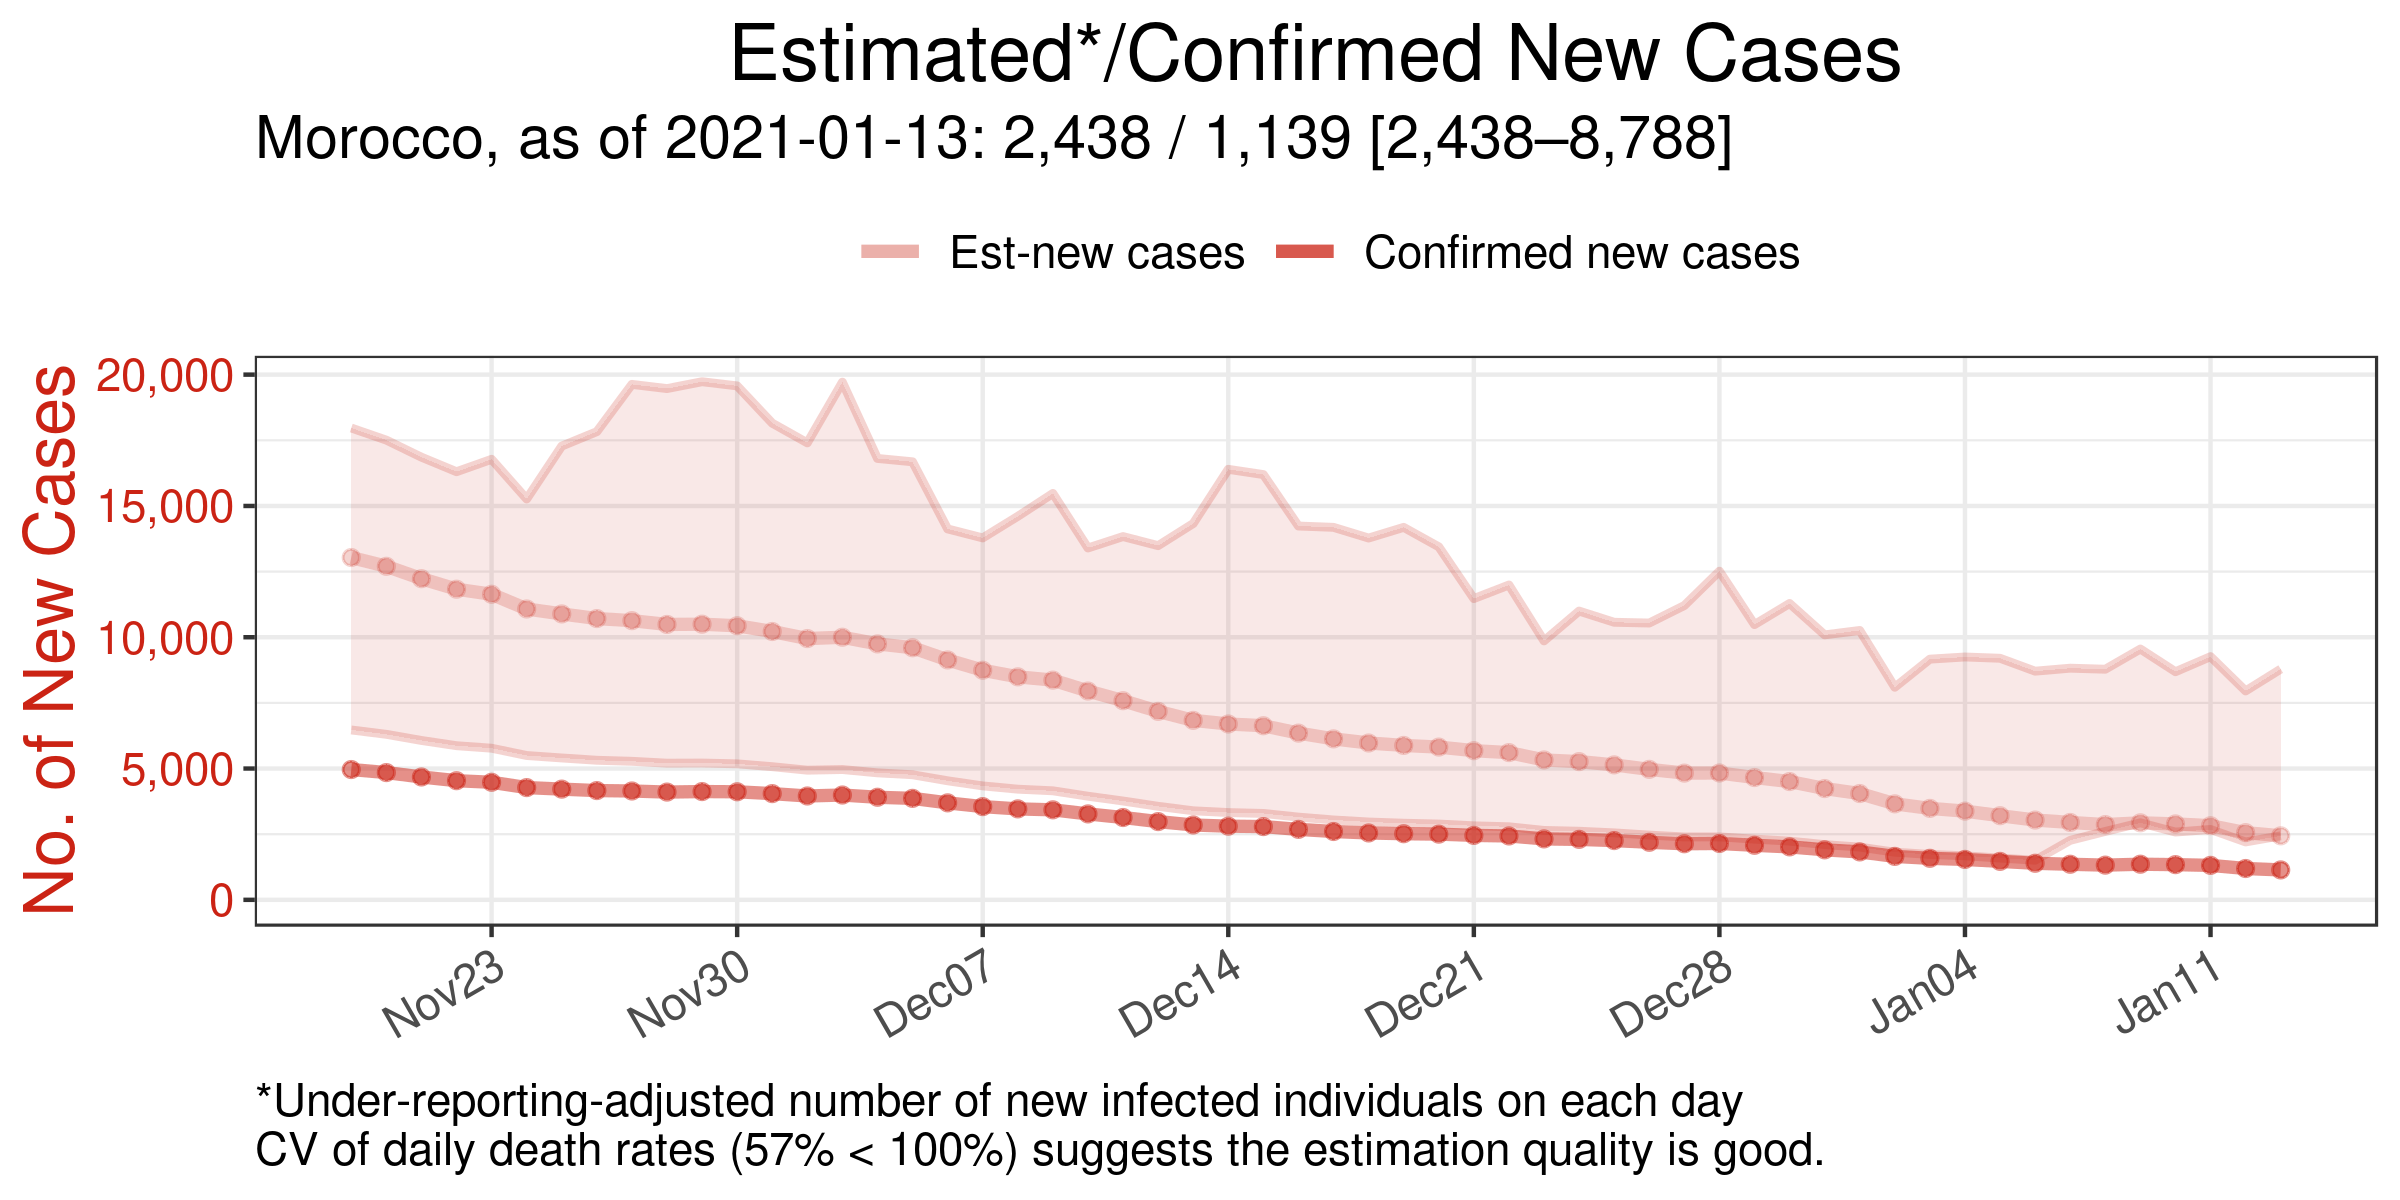 Estimated*/Confirmed New Cases
Morocco, as of 2021-01-13: 2,438 / 1,139 [2,438–8,788]
Est-new cases
Confirmed new cases
No. of New Cases
20,000
15,000
10,000
5,000
0
Nov23
Nov30
Dec07
Dec14
Dec21
Dec28
Jan04
Jan11
*Under-reporting-adjusted number of new infected individuals on each day
CV of daily death rates (57% < 100%) suggests the estimation quality is good.